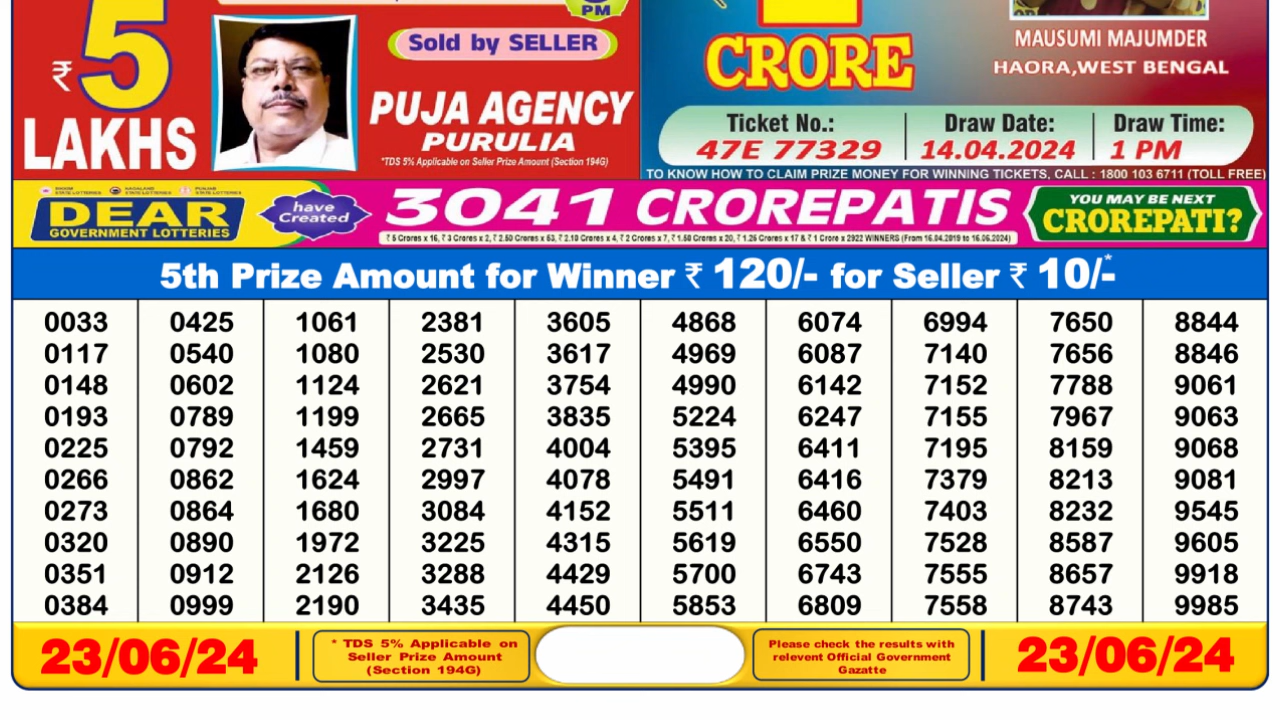 PM
Sold by SELLER
₹ 5
LAKHS
PUJA AGENCY
PURULIA
*TDS 5% Applicable on Seller Prize Amount (Section 194G)
CRORE
MAUSUMI MAJUMDER
HAORA,WEST BENGAL
Ticket No.: Draw Date: Draw Time:
47E 77329 14.04.2024 1 PM
TO KNOW HOW TO CLAIM PRIZE MONEY FOR WINNING TICKETS, CALL : 1800 103 6711 (TOLL FREE)
DEAR
GOVERNMENT LOTTERIES
have
Created
3041 CROREPATIS
YOU MAY BE NEXT
CROREPATI?
5th Prize Amount for Winner ₹ 120/- for Seller ₹ 10/-*
0033 0425 1061 2381 3605 4868 6074 6994 7650 8844
0117 0540 1080 2530 3617 4969 6087 7140 7656 8846
0148 0602 1124 2621 3754 4990 6142 7152 7788 9061
0193 0789 1199 2665 3835 5224 6247 7155 7967 9063
0225 0792 1459 2731 4004 5395 6411 7195 8159 9068
0266 0862 1624 2997 4078 5491 6416 7379 8213 9081
0273 0864 1680 3084 4152 5511 6460 7403 8232 9545
0320 0890 1972 3225 4315 5619 6550 7528 8587 9605
0351 0912 2126 3288 4429 5700 6743 7555 8657 9918
0384 0999 2190 3435 4450 5853 6809 7558 8743 9985
23/06/24
* TDS 5% Applicable on
Seller Prize Amount
(Section 194G)
Please check the results with
relevent Official Government
Gazatte
23/06/24